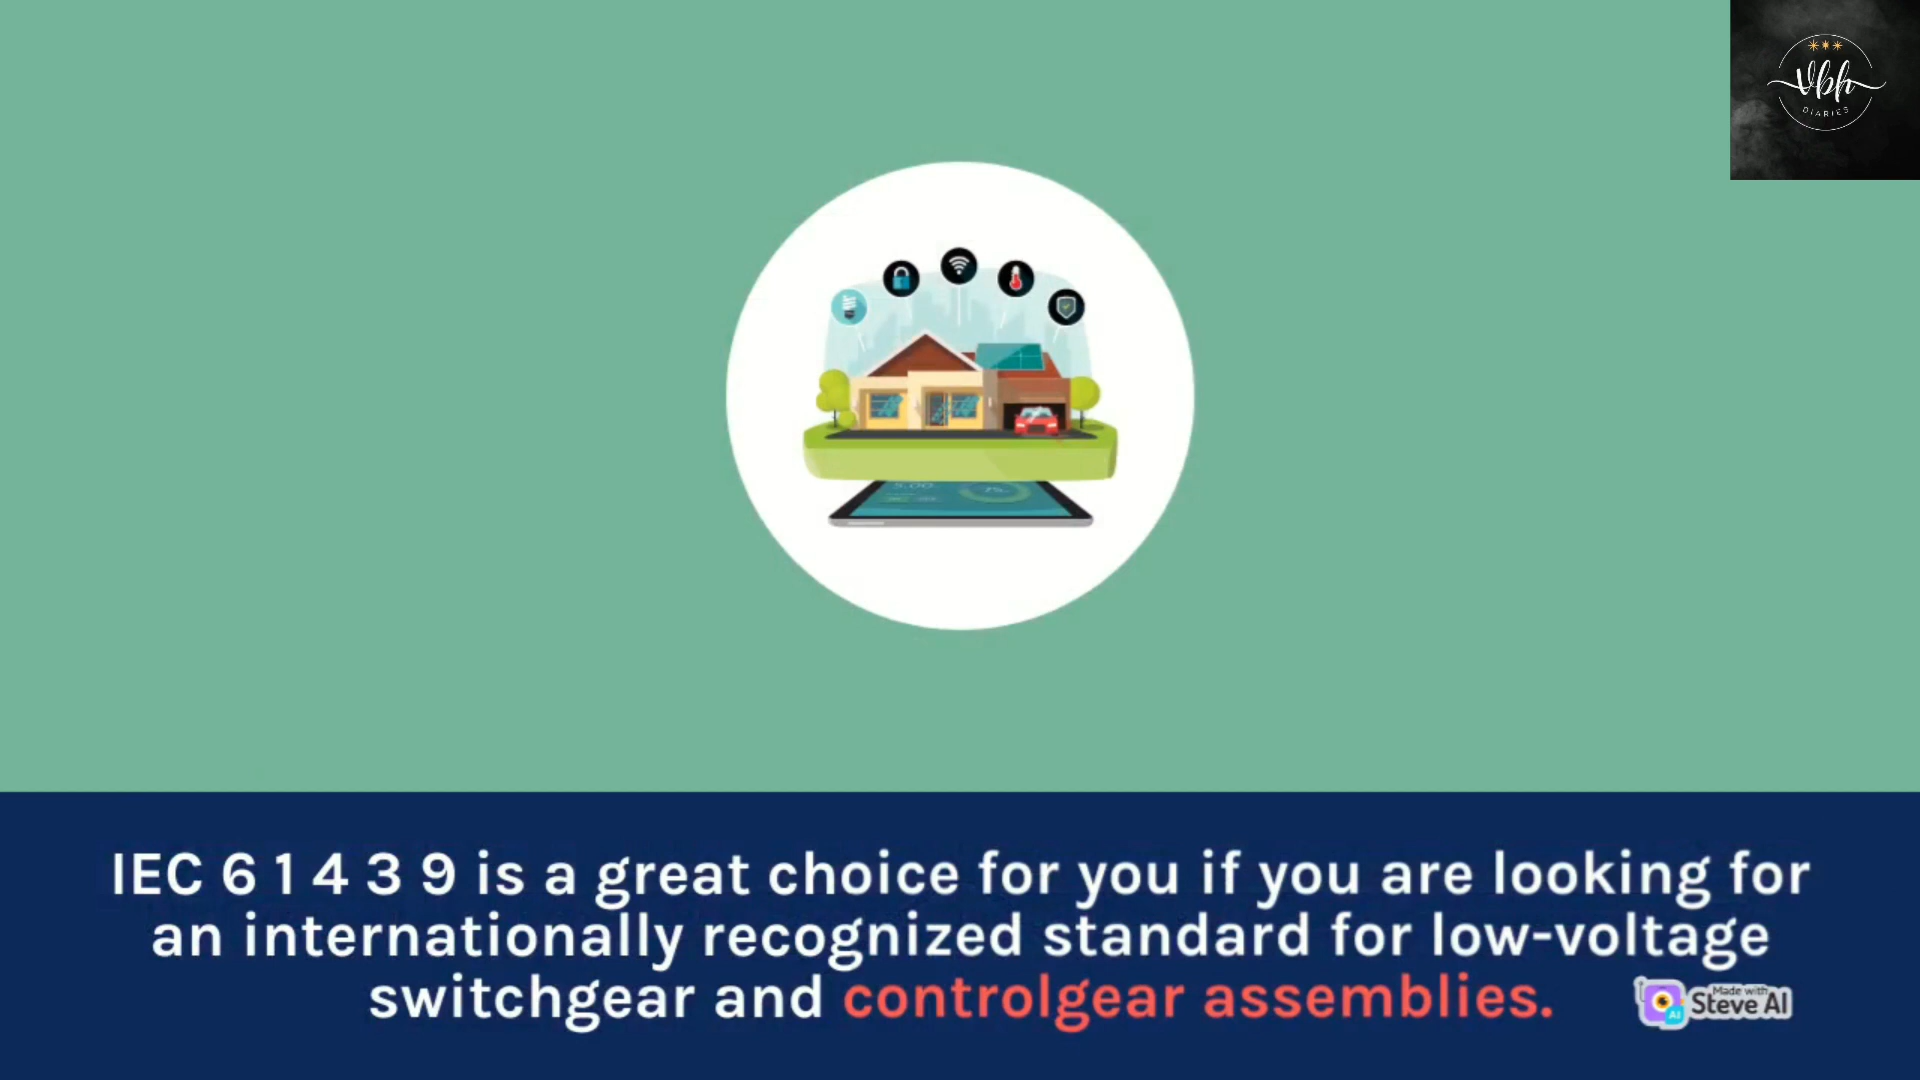 Vbh
DIARIES
IEC 6 1 4 3 9 is a great choice for you if you are looking for
an internationally recognized standard for low-voltage
switchgear and controlgear assemblies.
Made with
AI Steve AI